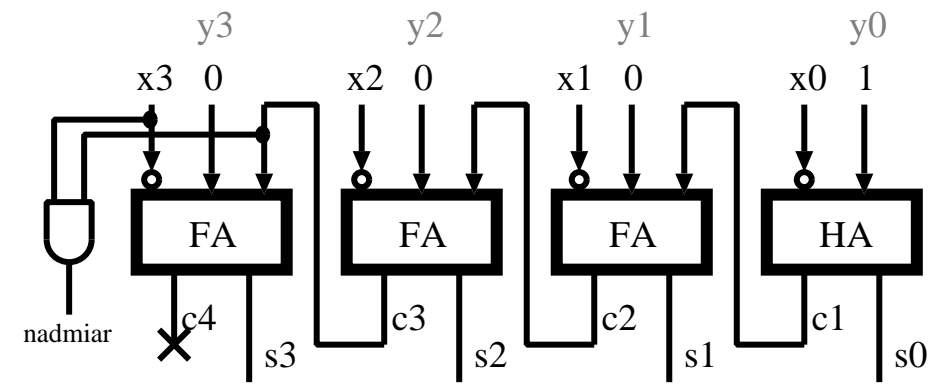 y3 y2 y1 y0
x3 0 x2 0 x1 0 x0 1
FA FA FA HA
c4 c3 c2 c1
nadmiar
s3 s2 s1 s0